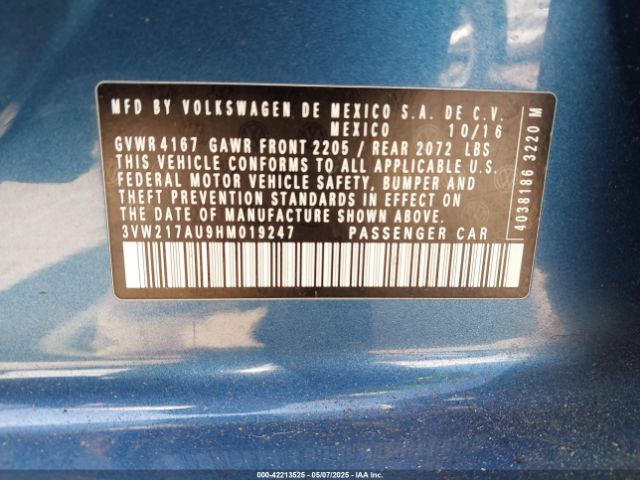 MFD BY VOLKSWAGEN DE MEXICO S.A. DE C.V.
MEXICO 10/16
GVWR 4167 GAWR FRONT 2205 / REAR 2072 LBS
THIS VEHICLE CONFORMS TO ALL APPLICABLE U.S.
FEDERAL MOTOR VEHICLE SAFETY, BUMPER AND
THEFT PREVENTION STANDARDS IN EFFECT ON
THE DATE OF MANUFACTURE SHOWN ABOVE.
3VW217AU9HM019247 PASSENGER CAR
4038186 3220 M
000-42213525 - 05/07/2025 - IAA Inc.